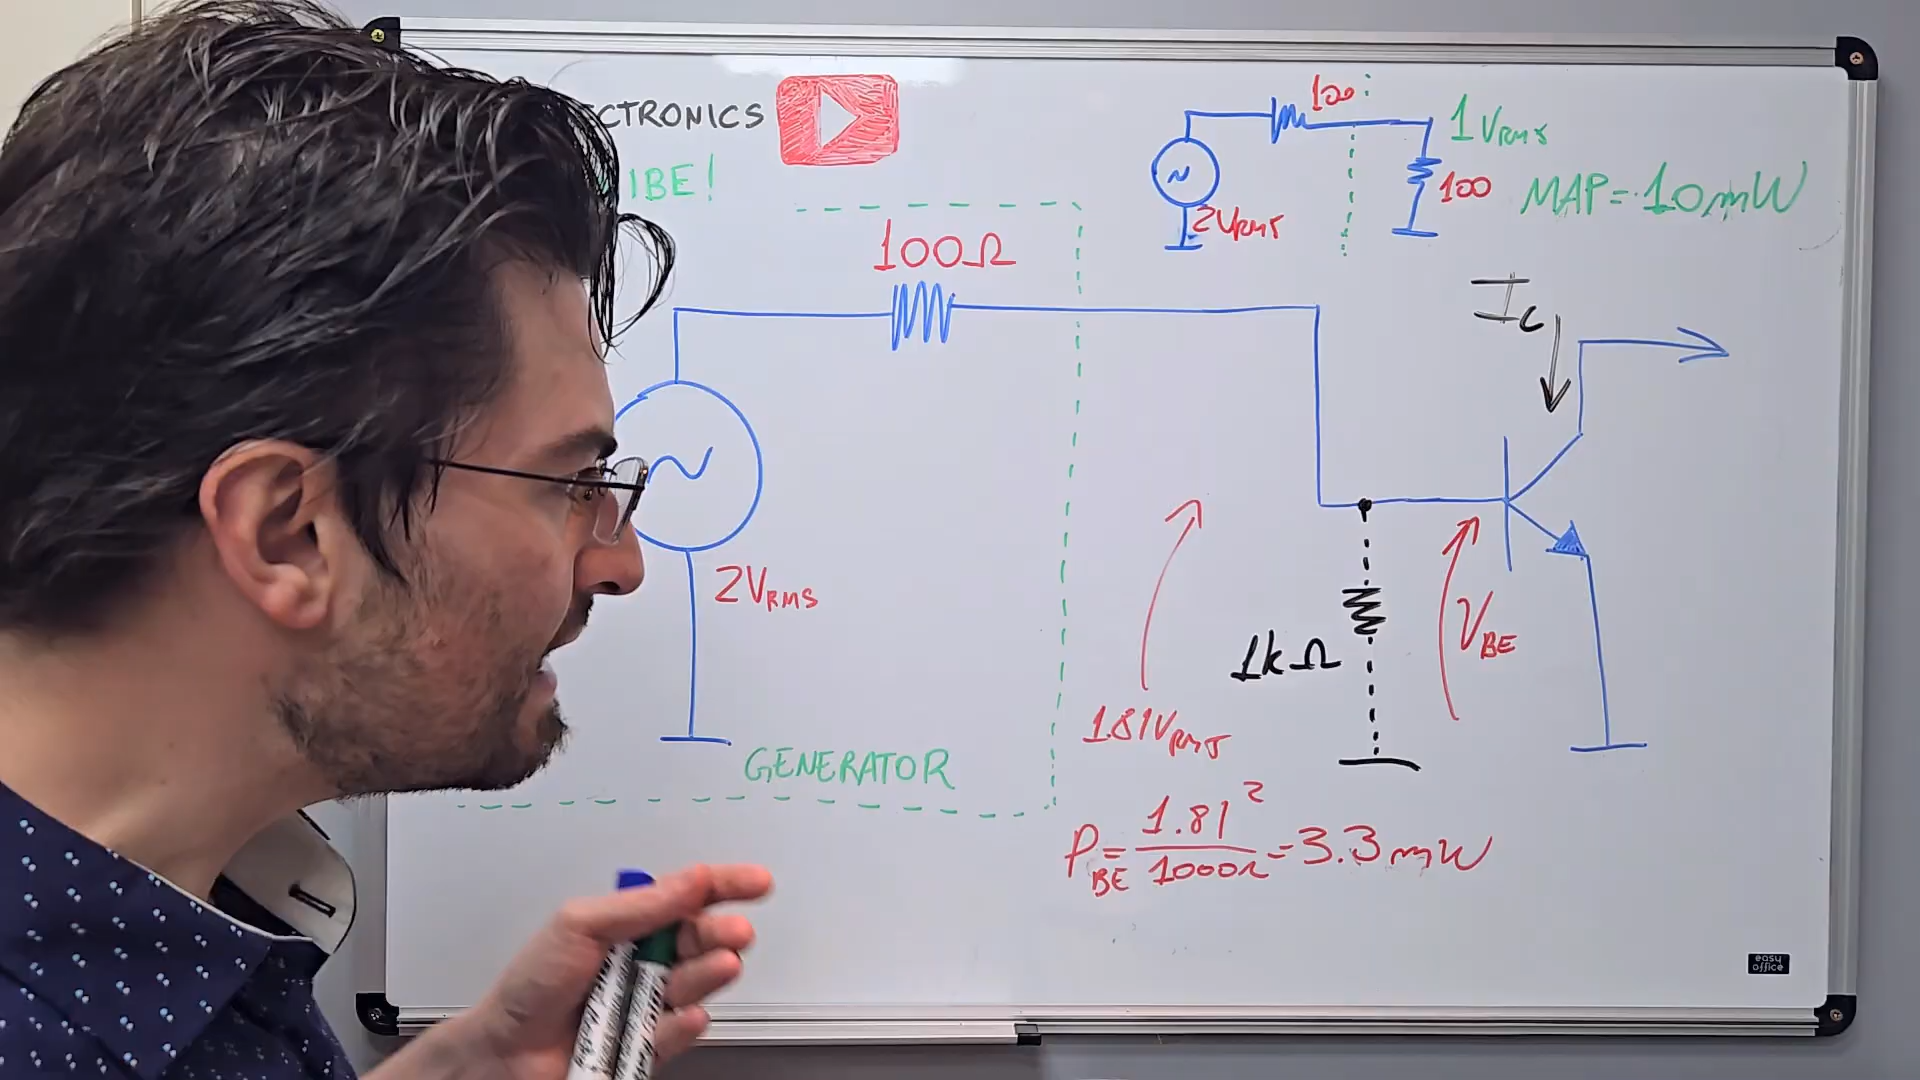 CTRONICS
IBE!
100
1VRMS
2VRMS
100
MAP=10mW
100Ω
IC
2VRMS
VBE
1kΩ
1.81VRMS
GENERATOR
PBE=1.81²/1000Ω=3.3mW
easy
office